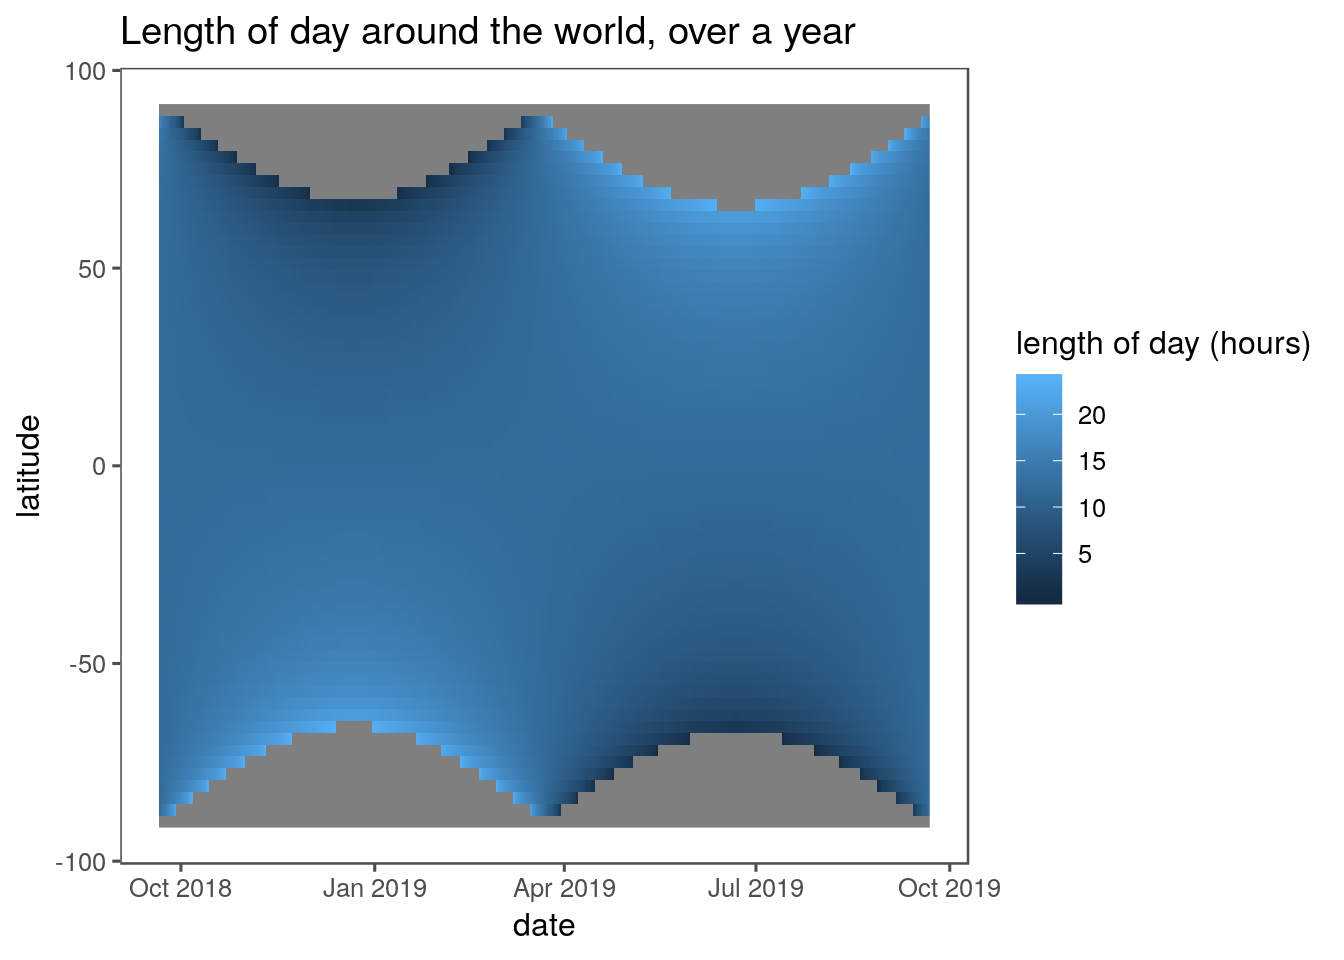 Length of day around the world, over a year
100
50
0
-50
-100
latitude
Oct 2018
Jan 2019
Apr 2019
Jul 2019
Oct 2019
date
length of day (hours)
20
15
10
5